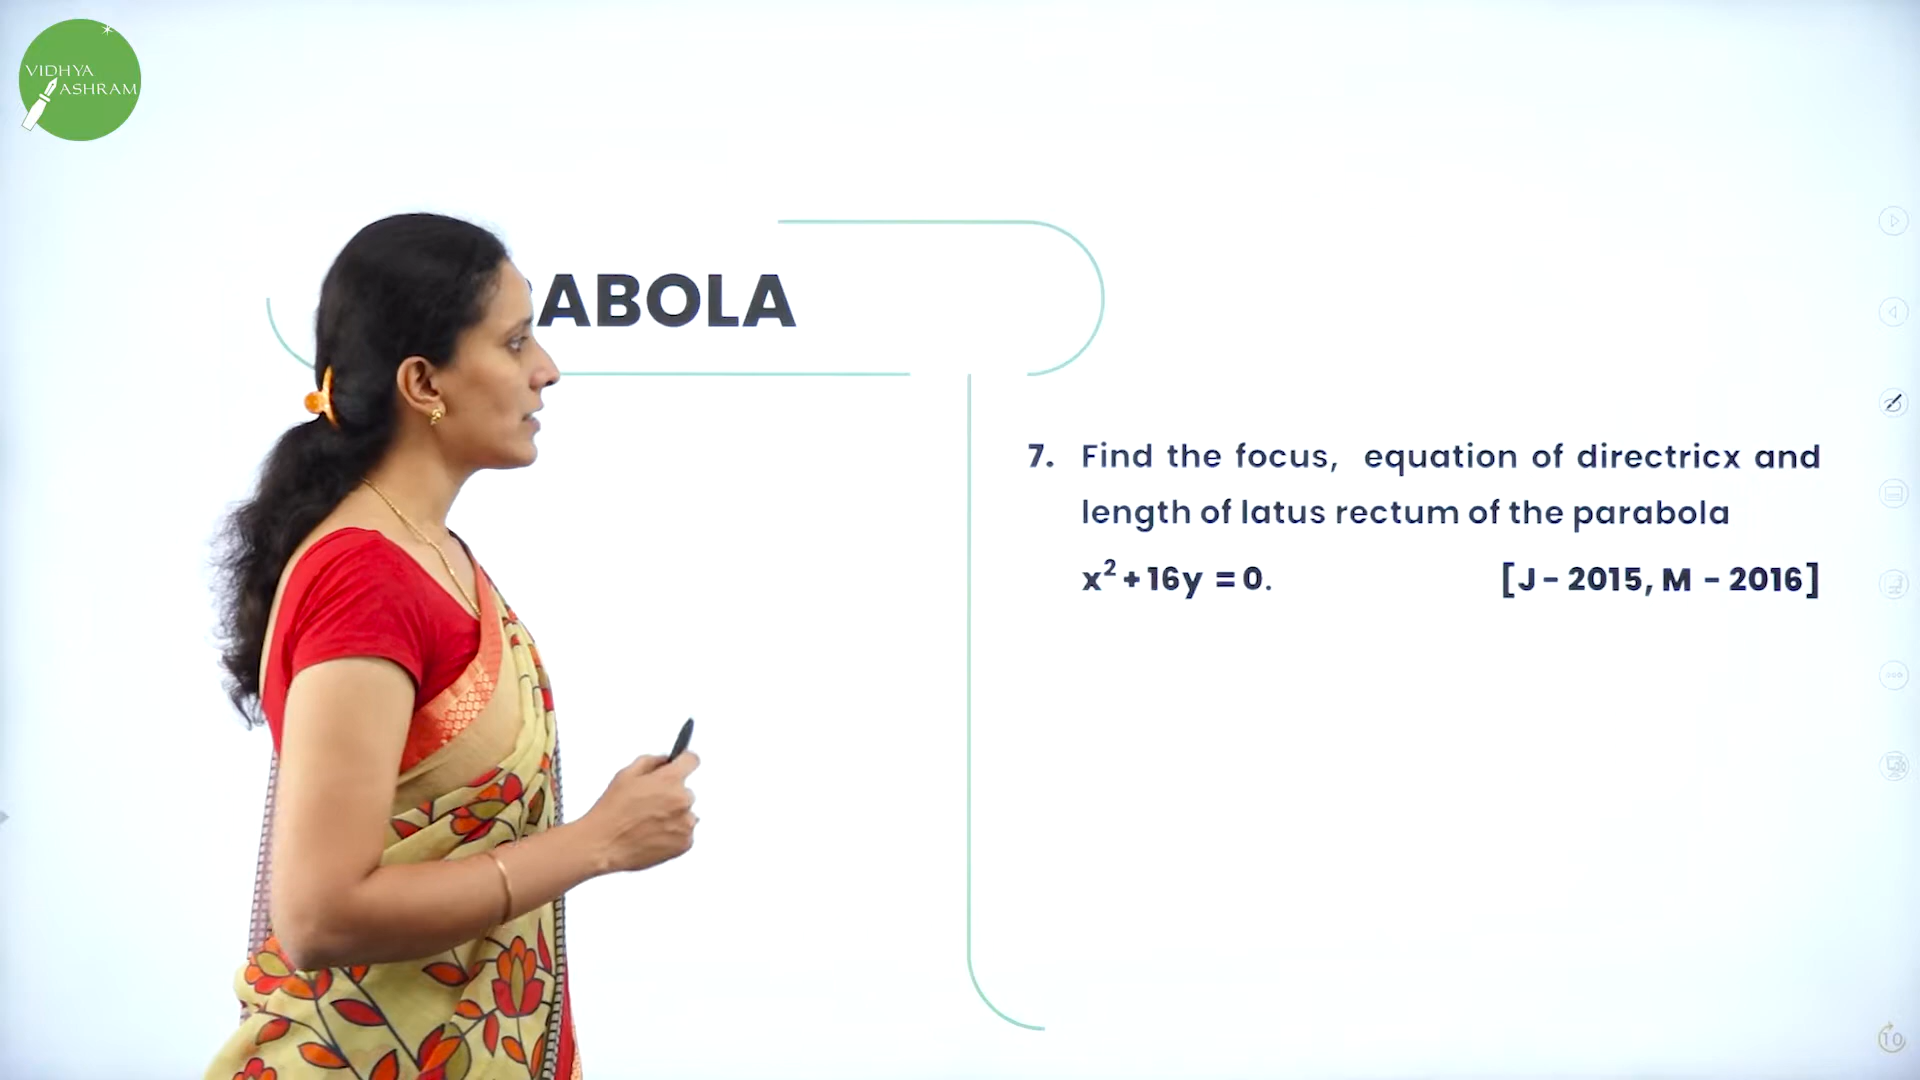 VIDHYA
ASHRAM
ABOLA
7. Find the focus, equation of directricx and
length of latus rectum of the parabola
x²+16y =0. [J- 2015, M - 2016]
10